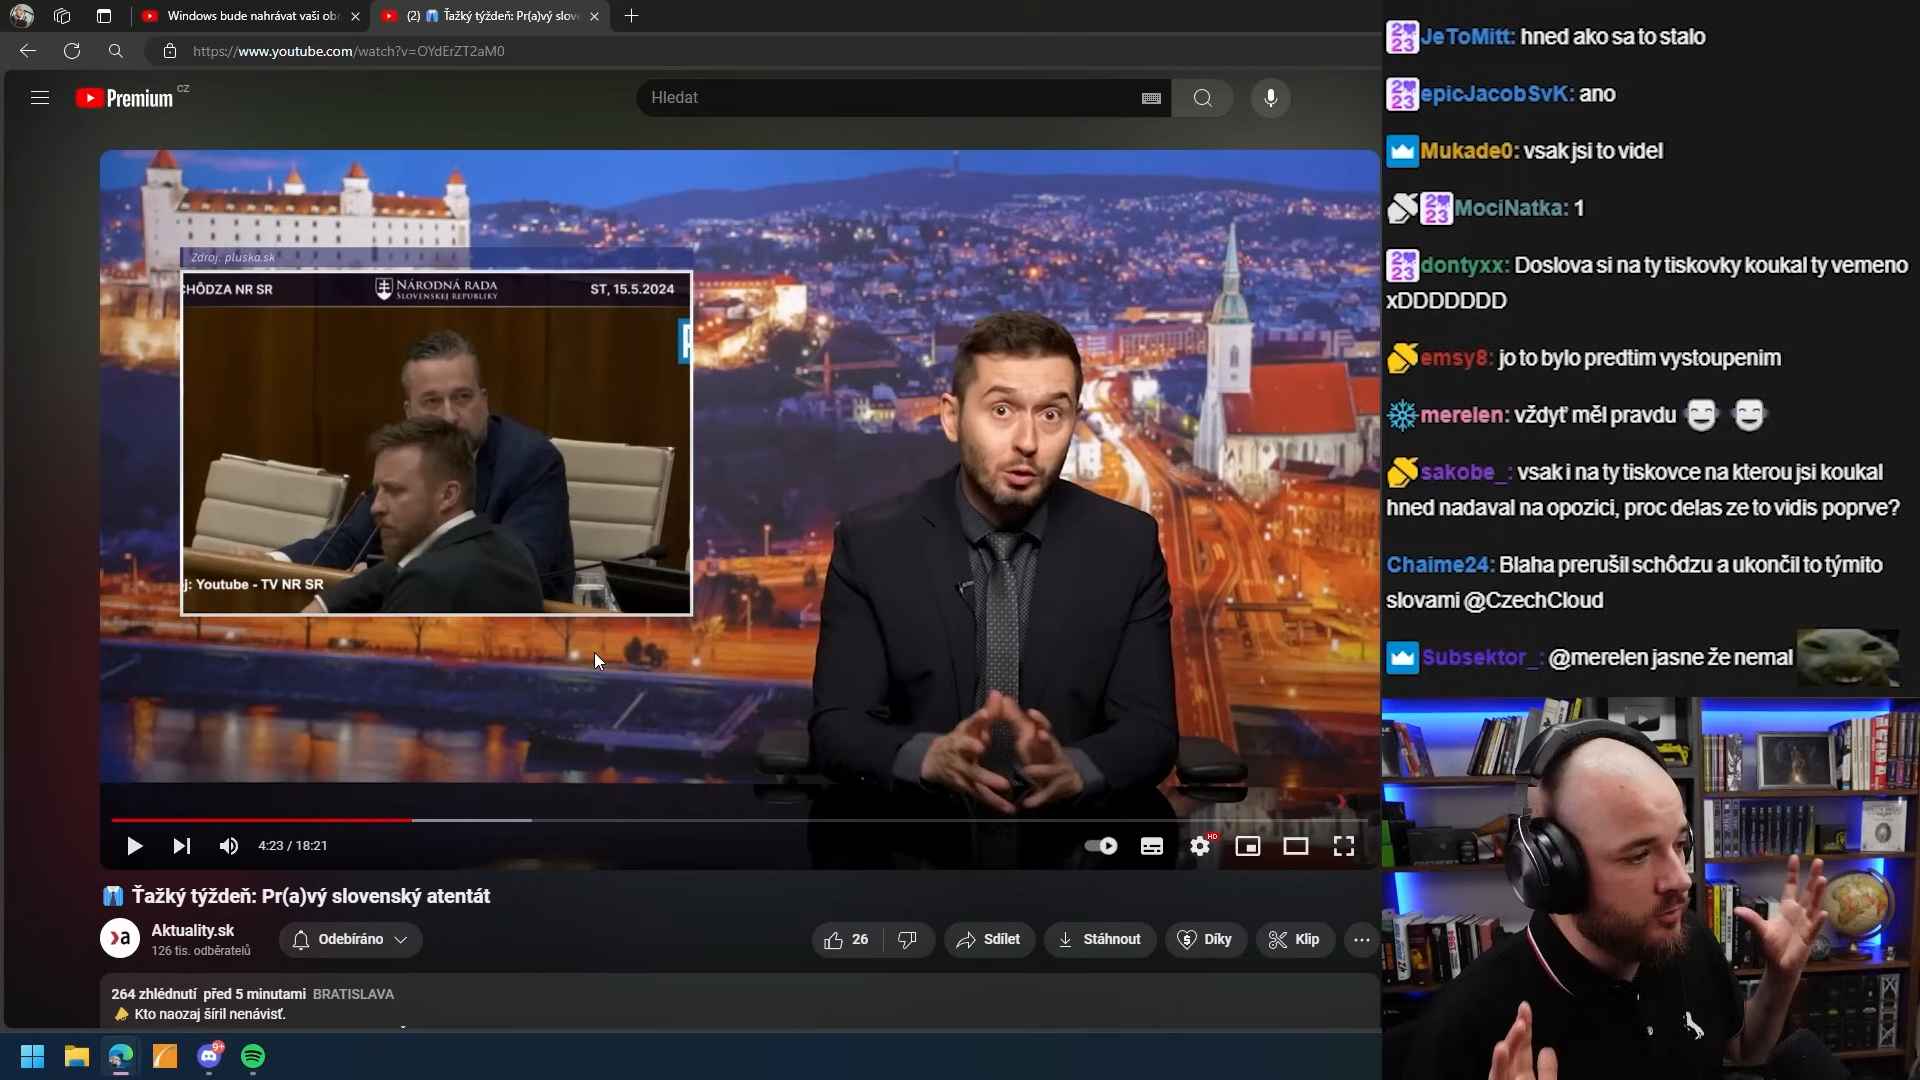 Windows bude nahrávat vaši obr
(2) Ťažký týždeň: Pr(a)vý slove
https://www.youtube.com/watch?v=OYdErZT2aM0
Premium CZ
Hledat
Zdroj: pluska.sk
CHÔDZA NR SR
NÁRODNÁ RADA
SLOVENSKEJ REPUBLIKY
ST, 15.5.2024
j: Youtube - TV NR SR
4:23 / 18:21
HD
Ťažký týždeň: Pr(a)vý slovenský atentát
Aktuality.sk
126 tis. odběratelů
Odebíráno
26
Sdílet
Stáhnout
Díky
Klip
264 zhlédnutí před 5 minutami BRATISLAVA
Kto naozaj šíril nenávisť.
9+
JeToMitt: hned ako sa to stalo
epicJacobSvK: ano
Mukade0: vsak jsi to videl
MociNatka: 1
dontyxx: Doslova si na ty tiskovky koukal ty vemeno
xDDDDDDD
emsy8: jo to bylo predtim vystoupenim
merelen: vždyť měl pravdu
sakobe_: vsak i na ty tiskovce na kterou jsi koukal
hned nadaval na opozici, proc delas ze to vidis poprve?
Chaime24: Blaha prerušil schôdzu a ukončil to týmito
slovami @CzechCloud
Subsektor_: @merelen jasne že nemal